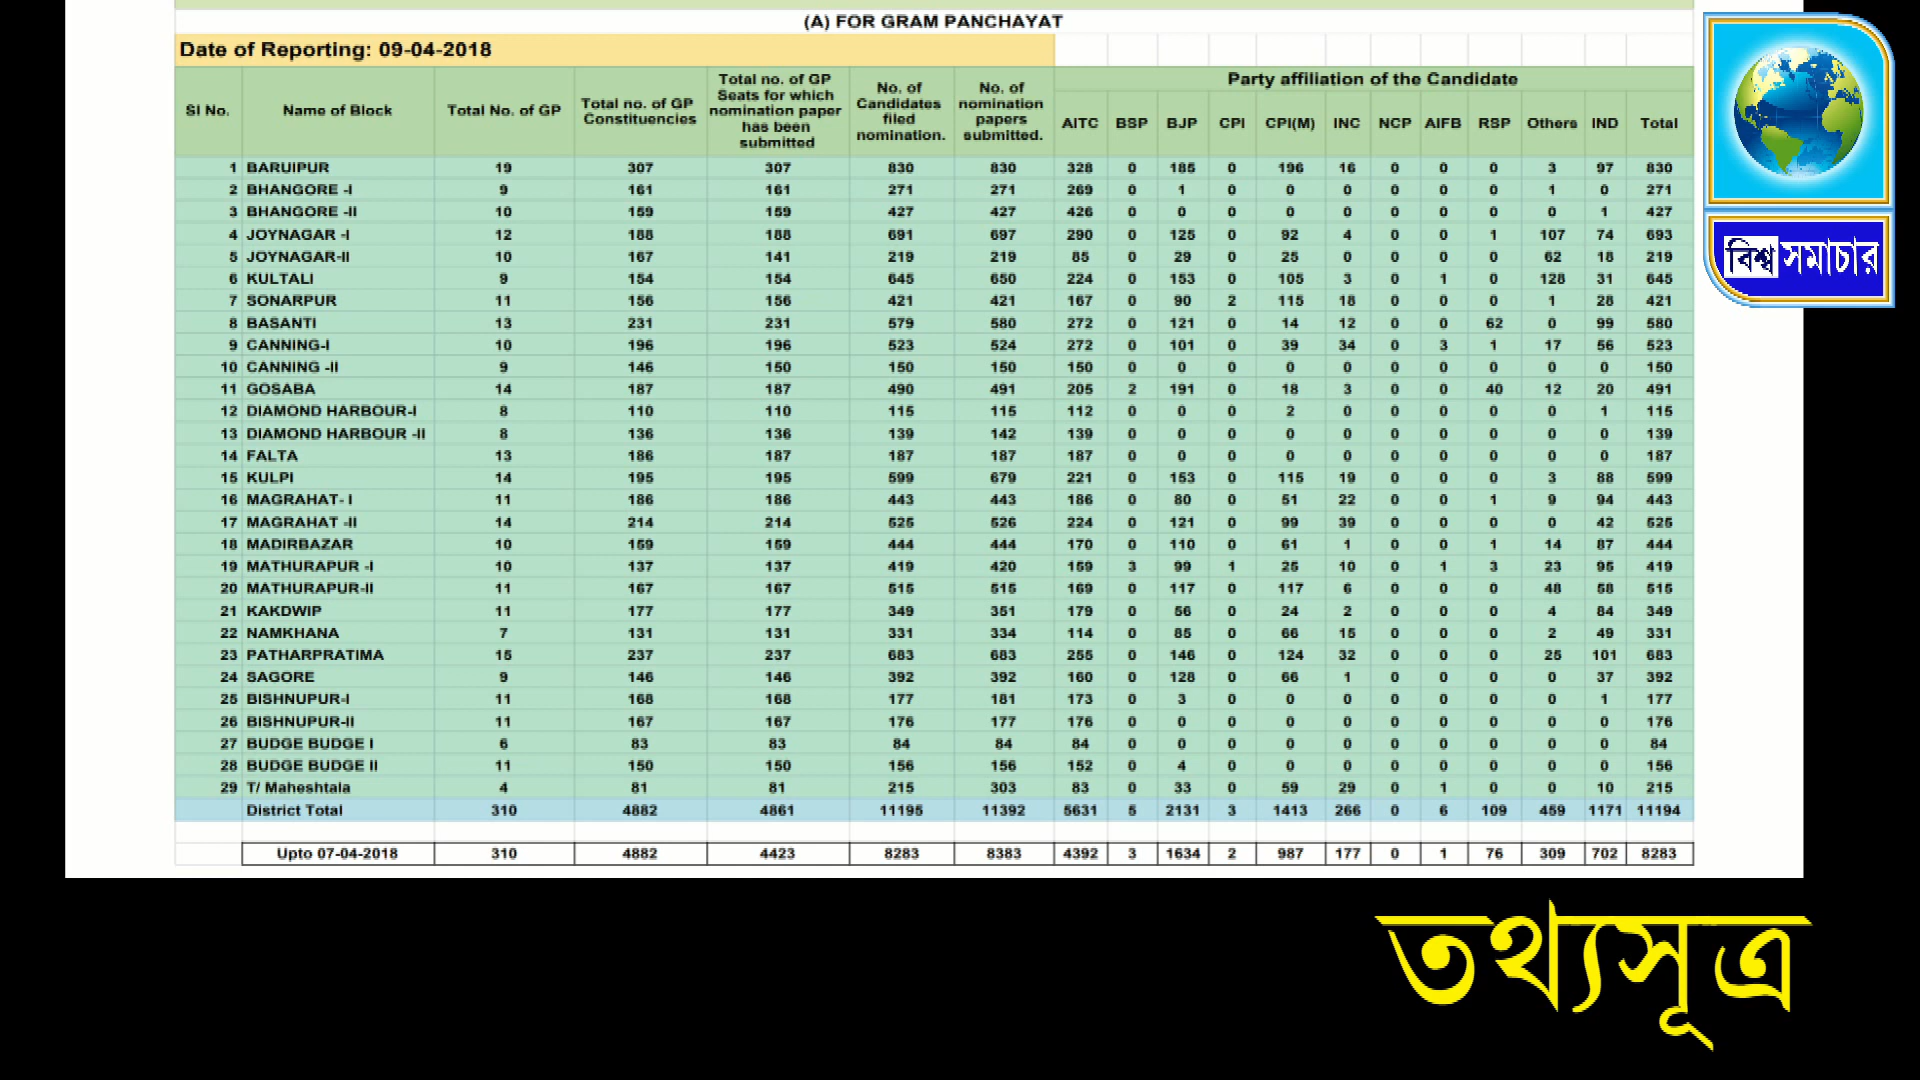 (A) FOR GRAM PANCHAYAT
Date of Reporting: 09-04-2018
Sl No. Name of Block Total No. of GP Total no. of GP Constituencies Total no. of GP Seats for which nomination paper has been submitted No. of Candidates filed nomination. No. of nomination papers submitted. Party affiliation of the Candidate
AITC BSP BJP CPI CPI(M) INC NCP AIFB RSP Others IND Total
1 BARUIPUR 19 307 307 830 830 328 0 185 0 196 16 0 0 0 3 97 830
2 BHANGORE -I 9 161 161 271 271 269 0 1 0 0 0 0 0 0 1 0 271
3 BHANGORE -II 10 159 159 427 427 426 0 0 0 0 0 0 0 0 0 1 427
4 JOYNAGAR -I 12 188 188 691 697 290 0 125 0 92 4 0 0 1 107 74 693
5 JOYNAGAR-II 10 167 141 219 219 85 0 29 0 25 0 0 0 0 62 18 219
6 KULTALI 9 154 154 645 650 224 0 153 0 105 3 0 1 0 128 31 645
7 SONARPUR 11 156 156 421 421 167 0 90 2 115 18 0 0 0 1 28 421
8 BASANTI 13 231 231 579 580 272 0 121 0 14 12 0 0 62 0 99 580
9 CANNING-I 10 196 196 523 524 272 0 101 0 39 34 0 3 1 17 56 523
10 CANNING -II 9 146 150 150 150 150 0 0 0 0 0 0 0 0 0 0 150
11 GOSABA 14 187 187 490 491 205 2 191 0 18 3 0 0 40 12 20 491
12 DIAMOND HARBOUR-I 8 110 110 115 115 112 0 0 0 2 0 0 0 0 0 1 115
13 DIAMOND HARBOUR -II 8 136 136 139 142 139 0 0 0 0 0 0 0 0 0 0 139
14 FALTA 13 186 187 187 187 187 0 0 0 0 0 0 0 0 0 0 187
15 KULPI 14 195 195 599 679 221 0 153 0 115 19 0 0 0 3 88 599
16 MAGRAHAT- I 11 186 186 443 443 186 0 80 0 51 22 0 0 1 9 94 443
17 MAGRAHAT -II 14 214 214 525 526 224 0 121 0 99 39 0 0 0 0 42 525
18 MADIRBAZAR 10 159 159 444 444 170 0 110 0 61 1 0 0 1 14 87 444
19 MATHURAPUR -I 10 137 137 419 420 159 3 99 1 25 10 0 1 3 23 95 419
20 MATHURAPUR-II 11 167 167 515 515 169 0 117 0 117 6 0 0 0 48 58 515
21 KAKDWIP 11 177 177 349 351 179 0 56 0 24 2 0 0 0 4 84 349
22 NAMKHANA 7 131 131 331 334 114 0 85 0 66 15 0 0 0 2 49 331
23 PATHARPRATIMA 15 237 237 683 683 255 0 146 0 124 32 0 0 0 25 101 683
24 SAGORE 9 146 146 392 392 160 0 128 0 66 1 0 0 0 0 37 392
25 BISHNUPUR-I 11 168 168 177 181 173 0 3 0 0 0 0 0 0 0 1 177
26 BISHNUPUR-II 11 167 167 176 177 176 0 0 0 0 0 0 0 0 0 0 176
27 BUDGE BUDGE I 6 83 83 84 84 84 0 0 0 0 0 0 0 0 0 0 84
28 BUDGE BUDGE II 11 150 150 156 156 152 0 4 0 0 0 0 0 0 0 0 156
29 T/ Maheshtala 4 81 81 215 303 83 0 33 0 59 29 0 1 0 0 10 215
District Total 310 4882 4861 11195 11392 5631 5 2131 3 1413 266 0 6 109 459 1171 11194
Upto 07-04-2018 310 4882 4423 8283 8383 4392 3 1634 2 987 177 0 1 76 309 702 8283
বিশ্ব সমাচার
তথ্যসূত্র